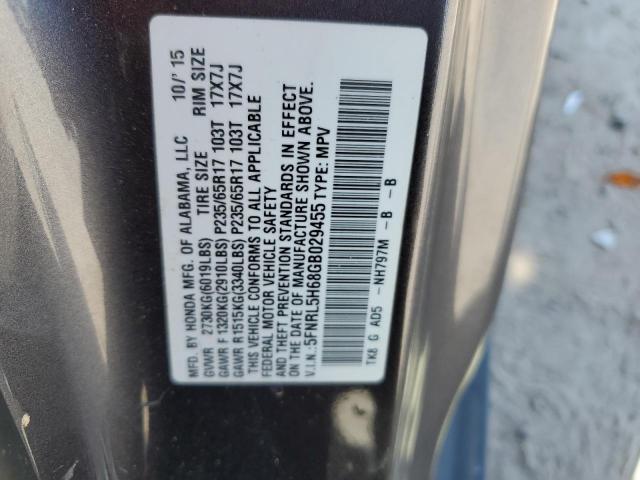 MFD. BY HONDA MFG. OF ALABAMA, LLC 10/'15
TIRE SIZE RIM SIZE
GVWR 2730KG(6019LBS)
GAWR F 1320KG(2910LBS) P235/65R17 103T 17X7J
GAWR R 1515KG(3340LBS) P235/65R17 103T 17X7J
THIS VEHICLE CONFORMS TO ALL APPLICABLE
FEDERAL MOTOR VEHICLE SAFETY
AND THEFT PREVENTION STANDARDS IN EFFECT
ON THE DATE OF MANUFACTURE SHOWN ABOVE.
V.I.N.:5FNRL5H68GB029455 TYPE: MPV
TK8 G AD5 -NH797M -B -B